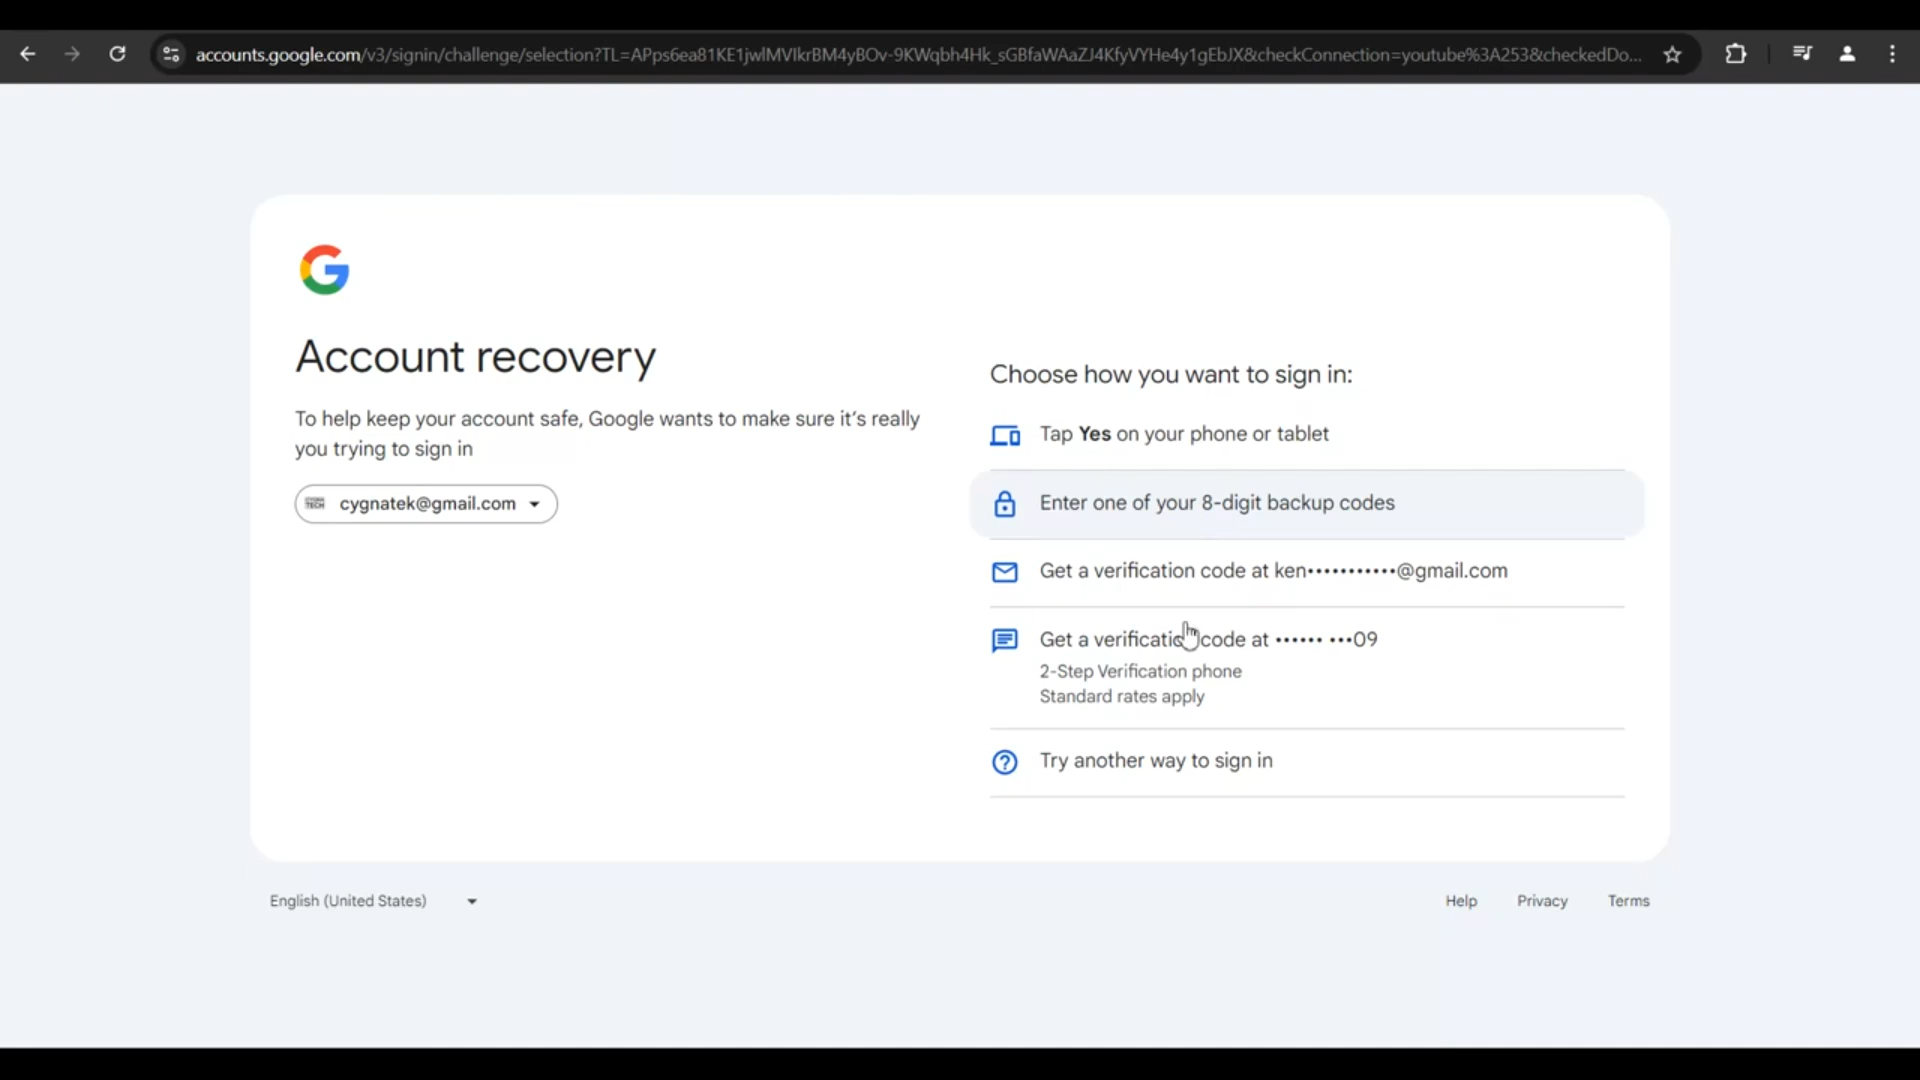 accounts.google.com/v3/signin/challenge/selection?TL=APps6ea81KE1jwlMVIkrBM4yBOv-9KWqbh4Hk_sGBfaWAaZJ4KfyVYHe4y1gEbJX&checkConnection=youtube%3A253&checkedDo...
Account recovery
To help keep your account safe, Google wants to make sure it's really
you trying to sign in
cygnatek@gmail.com
Choose how you want to sign in:
Tap Yes on your phone or tablet
Enter one of your 8-digit backup codes
Get a verification code at ken•••••••••••@gmail.com
Get a verification code at •••••• •••09
2-Step Verification phone
Standard rates apply
Try another way to sign in
English (United States)
Help Privacy Terms